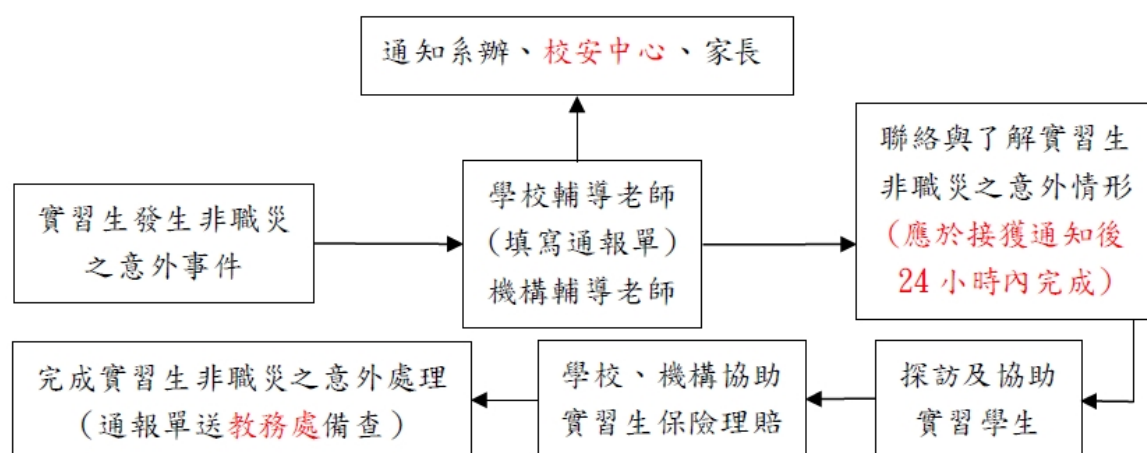 通知系辦、校安中心、家長
實習生發生非職災
之意外事件
學校輔導老師
(填寫通報單)
機構輔導老師
聯絡與了解實習生
非職災之意外情形
(應於接獲通知後
24 小時內完成)
探訪及協助
實習學生
學校、機構協助
實習生保險理賠
完成實習生非職災之意外處理
(通報單送教務處備查)